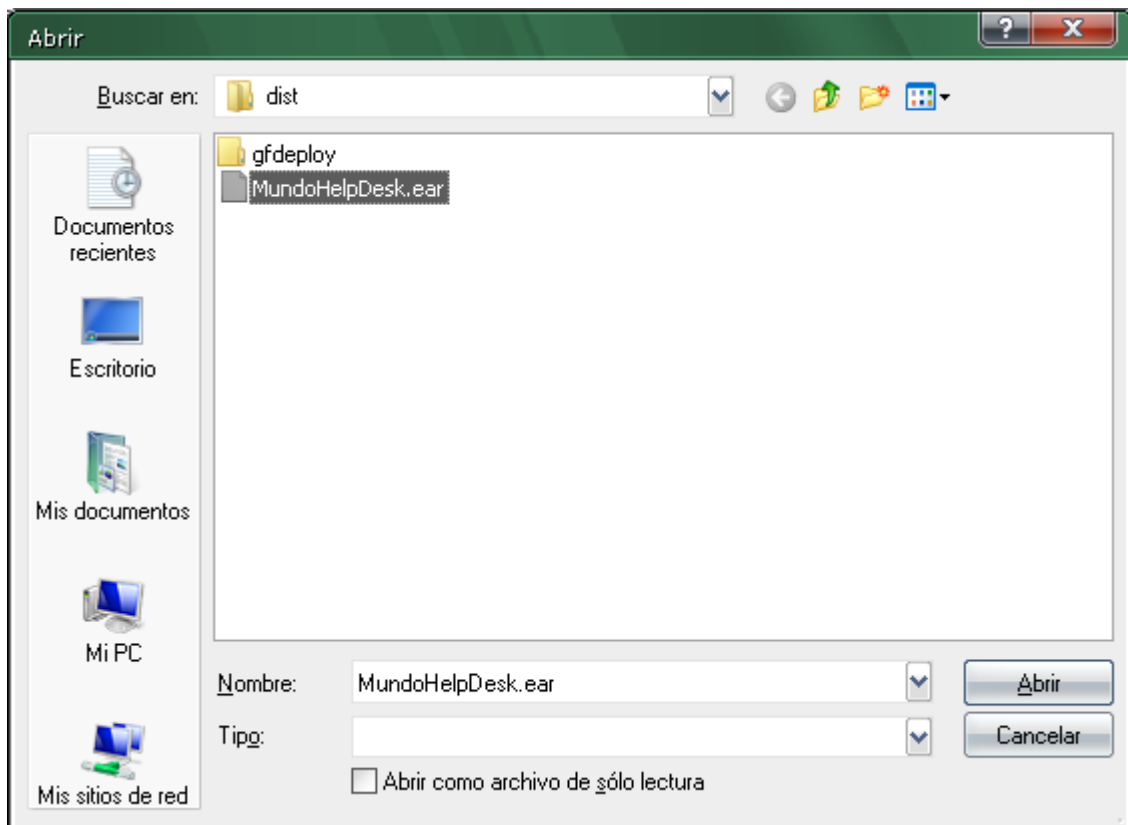 Abrir
?
X
Buscar en:
dist
gfdeploy
MundoHelpDesk.ear
Documentos
recientes
Escritorio
Mis documentos
Mi PC
Mis sitios de red
Nombre:
MundoHelpDesk.ear
Abrir
Tipo:
Cancelar
Abrir como archivo de sólo lectura